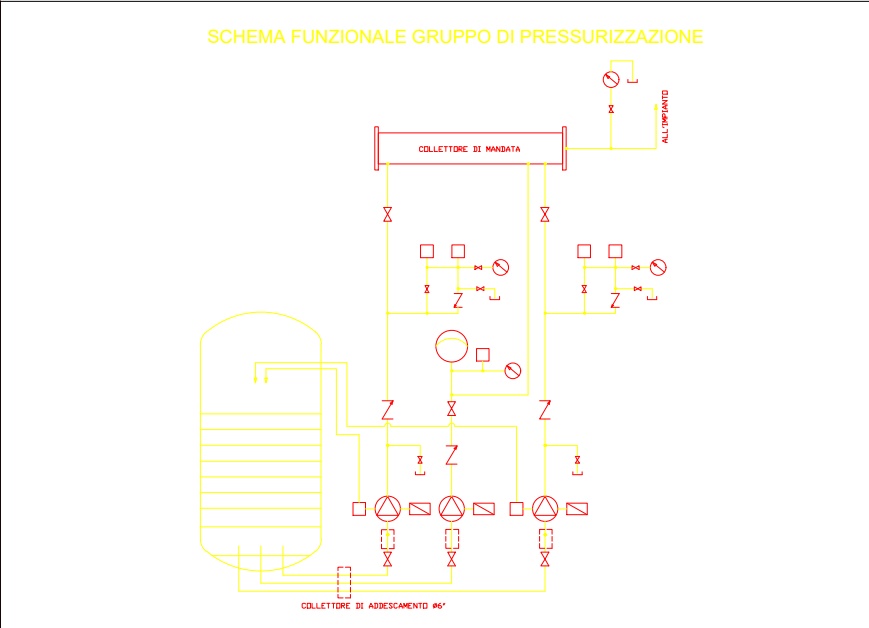 SCHEMA FUNZIONALE GRUPPO DI PRESSURIZZAZIONE
ALL'IMPIANTO
COLLETTORE DI MANDATA
COLLETTORE DI ADDESCAMENTO ø6"